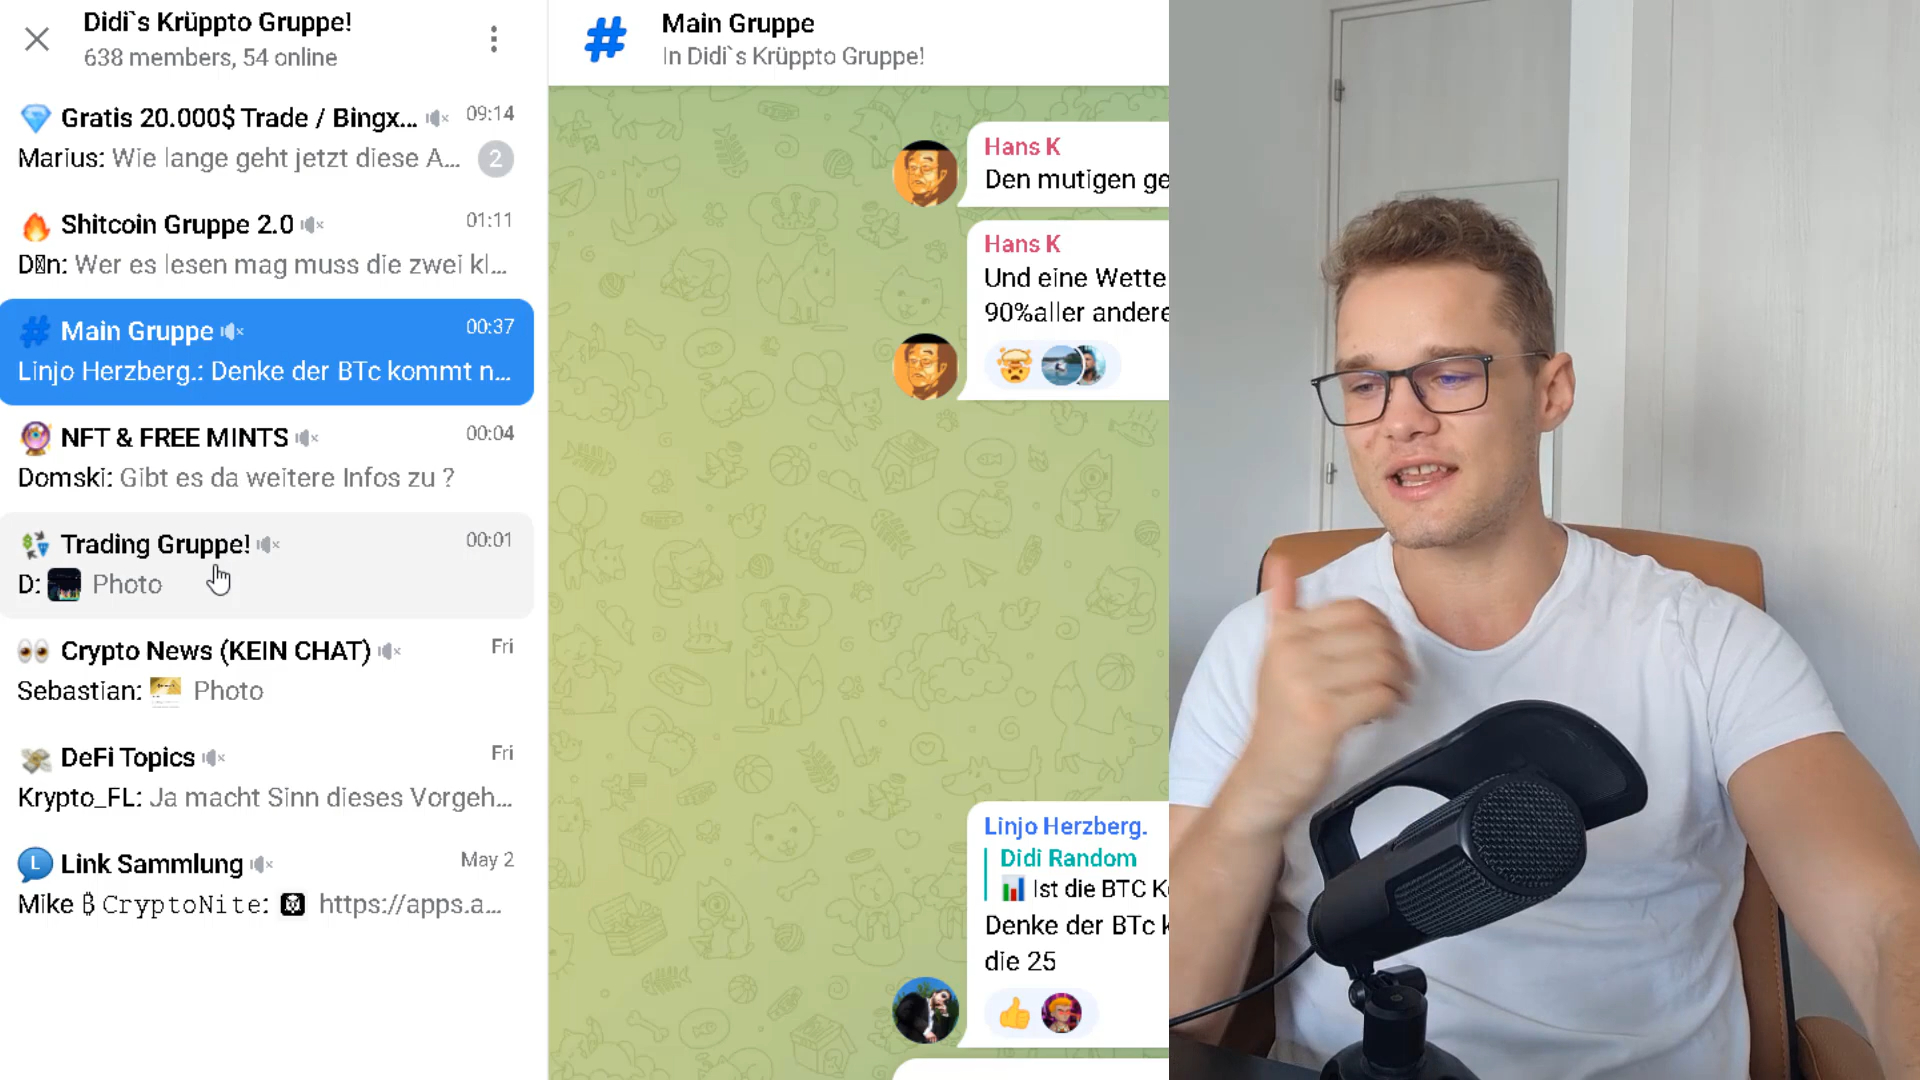 Didi`s Krüppto Gruppe!
638 members, 54 online
Gratis 20.000$ Trade / Bingx...
09:14
Marius: Wie lange geht jetzt diese A...
2
Shitcoin Gruppe 2.0
01:11
Wer es lesen mag muss die zwei kl...
Main Gruppe
00:37
Linjo Herzberg.: Denke der BTc kommt n...
NFT & FREE MINTS
00:04
Domski: Gibt es da weitere Infos zu ?
Trading Gruppe!
00:01
D: Photo
Crypto News (KEIN CHAT)
Fri
Sebastian: Photo
DeFi Topics
Fri
Krypto_FL: Ja macht Sinn dieses Vorgeh...
L
Link Sammlung
May 2
Mike ₿ CryptoNite: https://apps.a...
Main Gruppe
In Didi`s Krüppto Gruppe!
Hans K
Den mutigen ge
Hans K
Und eine Wette
90%aller andere
Linjo Herzberg.
Didi Random
Ist die BTC K
Denke der BTc k
die 25